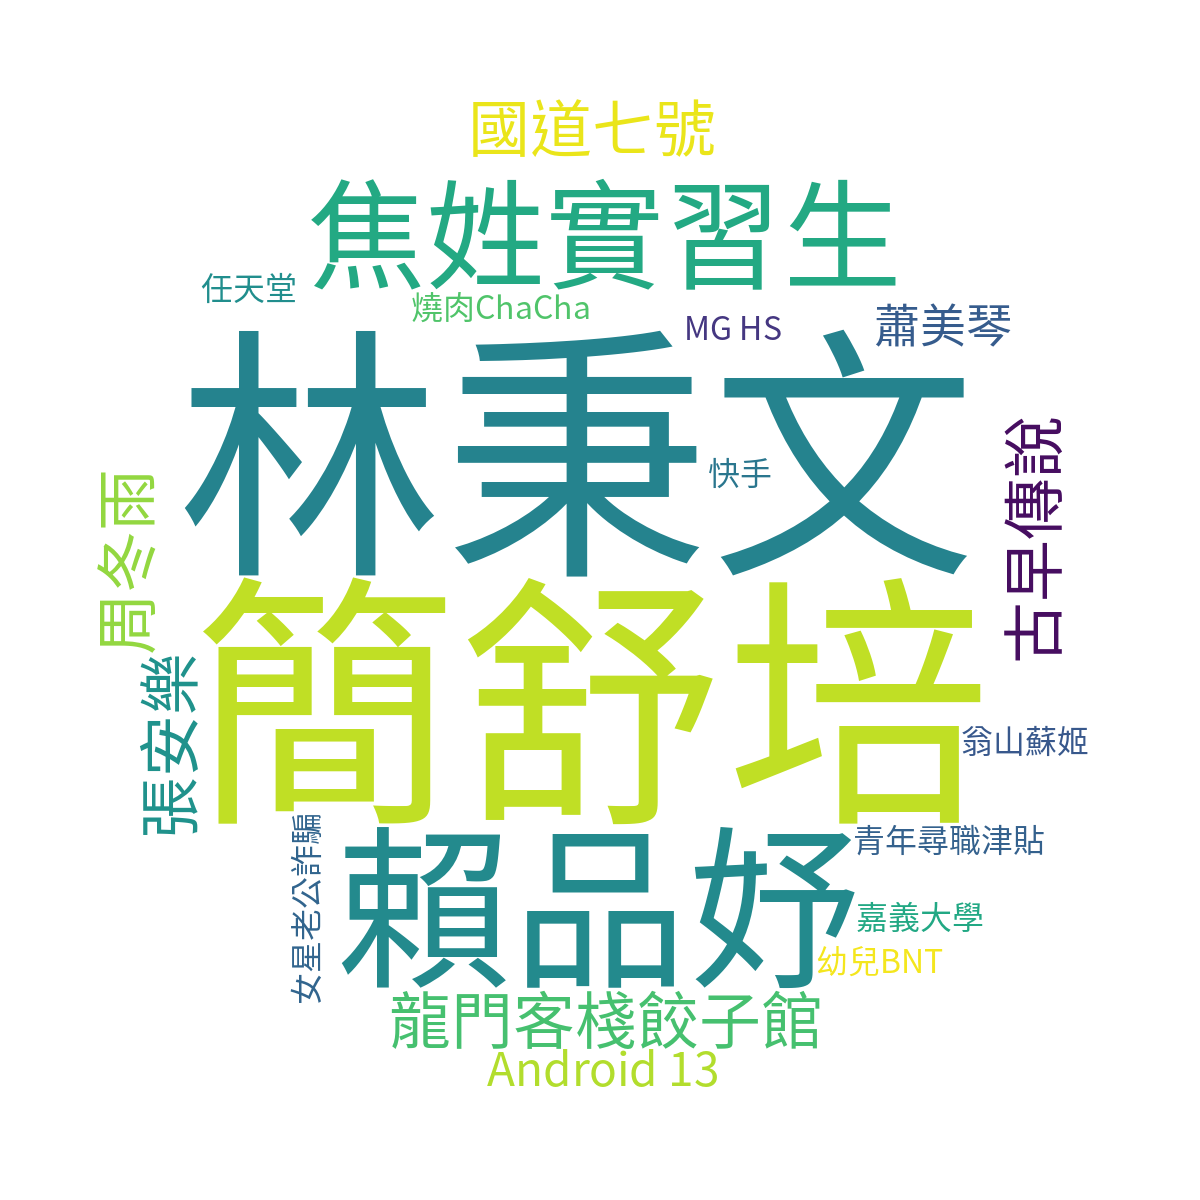 國道七號
焦姓實習生
任天堂
燒肉ChaCha
MG HS
蕭美琴
林秉文
快手
古早傳說
周冬雨
簡舒培
張安樂
翁山蘇姬
女星老公詐騙
賴品妤
青年尋職津貼
嘉義大學
幼兒BNT
龍門客棧餃子館
Android 13